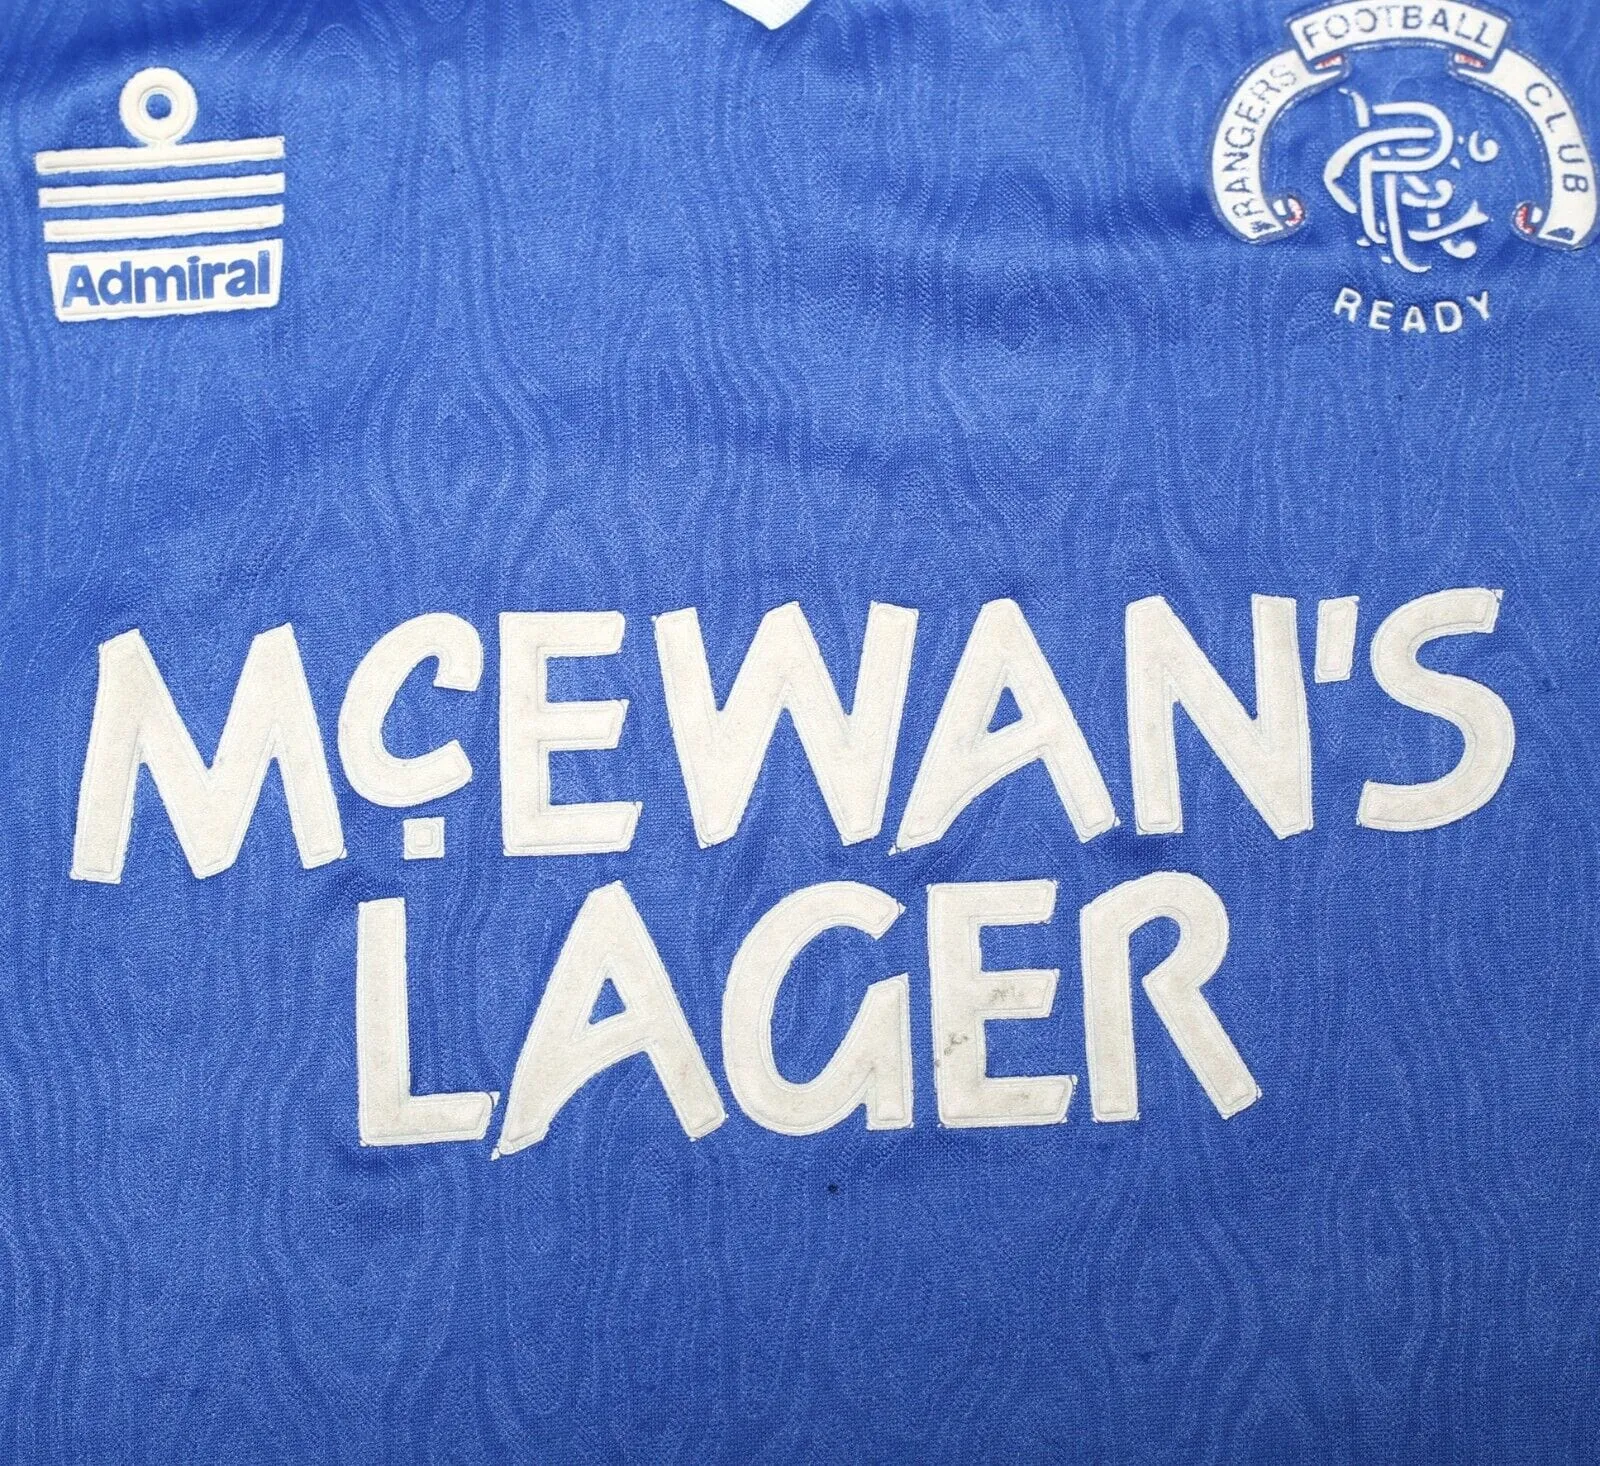 Admiral
RANGERS FOOTBALL CLUB
READY
McEWAN'S
LAGER